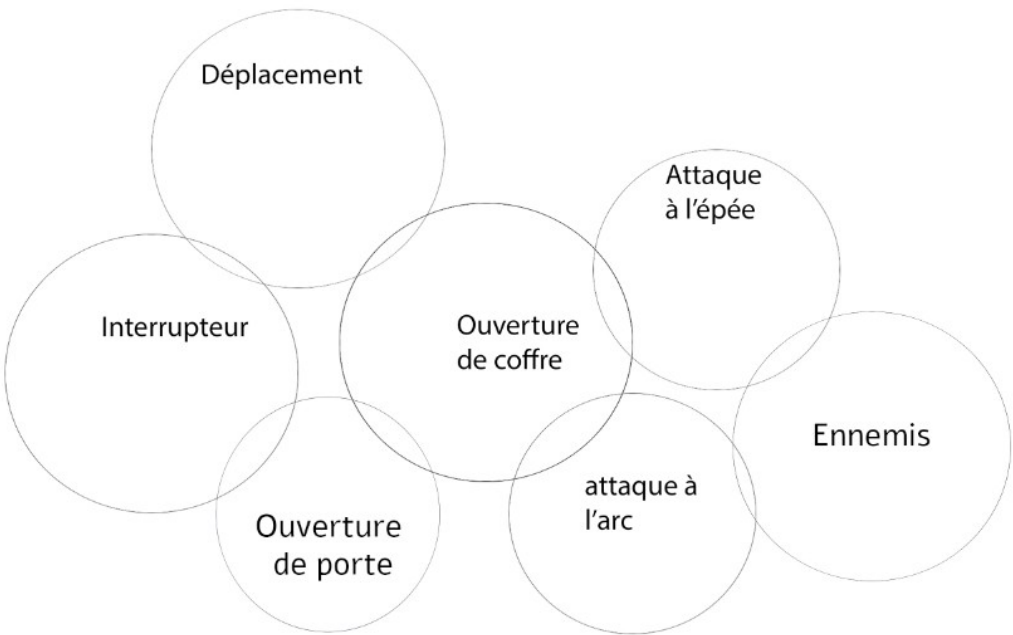 Déplacement
Attaque
à l'épée
Interrupteur
Ouverture
de coffre
Ennemis
attaque à
l'arc
Ouverture
de porte